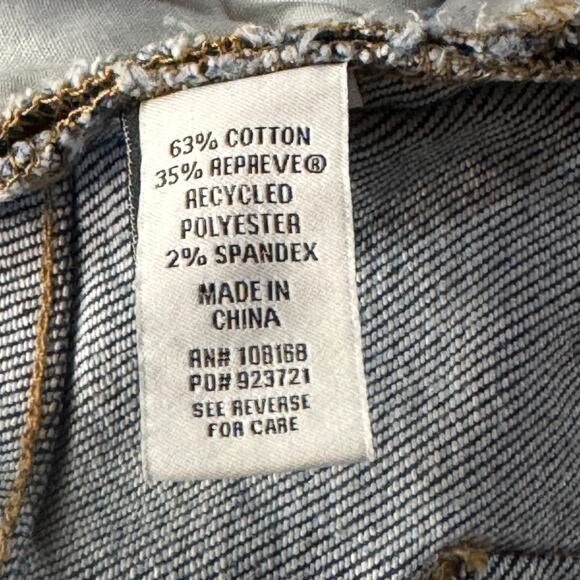 63% COTTON
35% REPREVE®
RECYCLED
POLYESTER
2% SPANDEX
MADE IN
CHINA
RN# 108168
PO# 923721
SEE REVERSE
FOR CARE